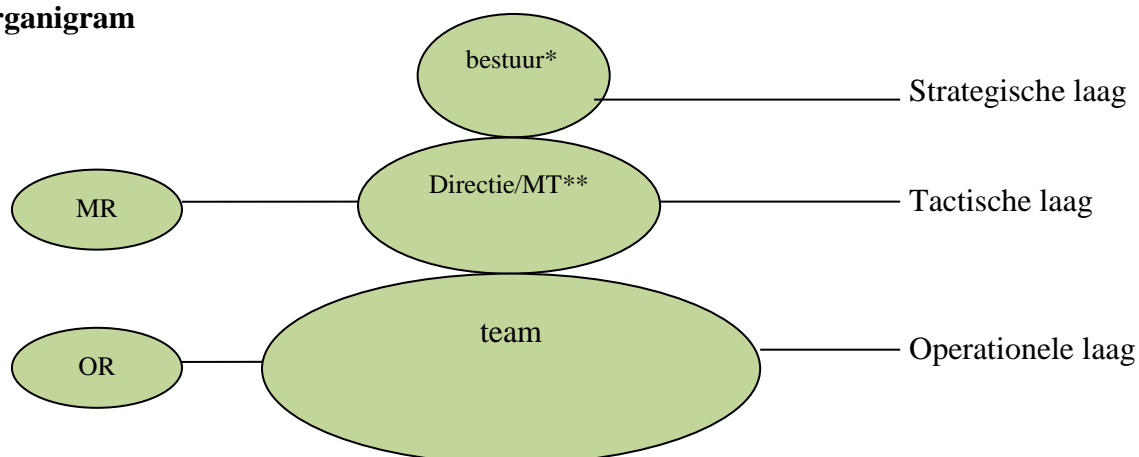 rganigram
bestuur*
Strategische laag
Directie/MT**
MR
Tactische laag
team
OR
Operationele laag